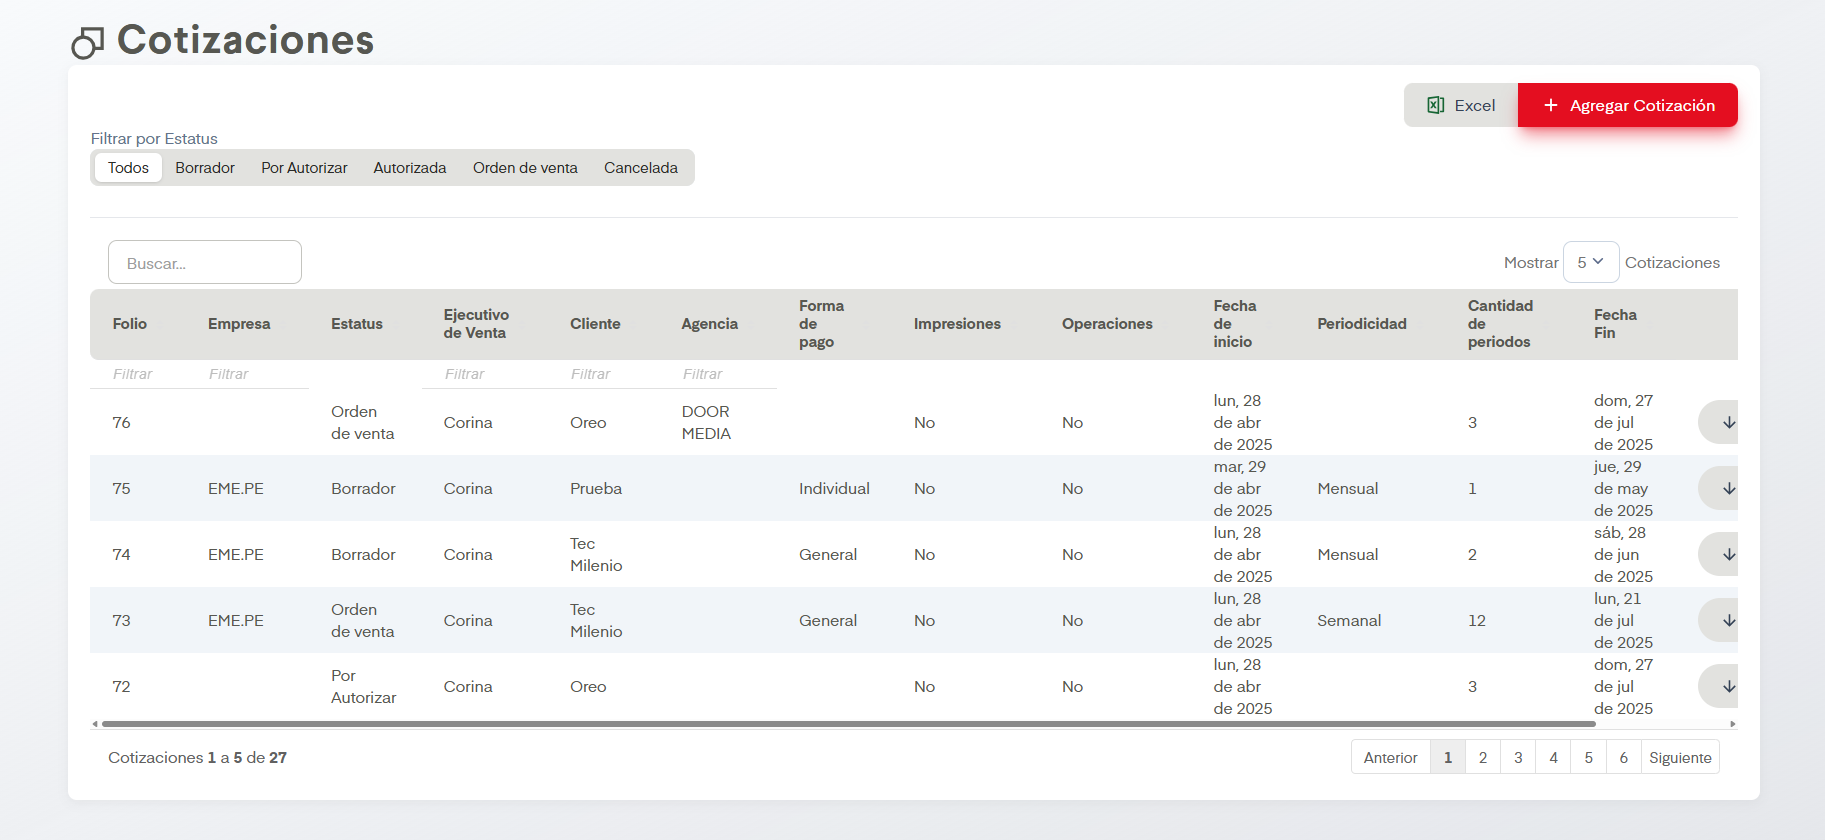 Cotizaciones
Excel
+ Agregar Cotización
Filtrar por Estatus
Todos Borrador Por Autorizar Autorizada Orden de venta Cancelada
Buscar...
Mostrar 5 Cotizaciones
Folio Empresa Estatus Ejecutivo de Venta Cliente Agencia Forma de pago Impresiones Operaciones Fecha de inicio Periodicidad Cantidad de periodos Fecha Fin
Filtrar Filtrar Filtrar Filtrar Filtrar
76 Orden de venta Corina Oreo DOOR MEDIA No No lun, 28 de abr de 2025 3 dom, 27 de jul de 2025
75 EME.PE Borrador Corina Prueba Individual No No mar, 29 de abr de 2025 Mensual 1 jue, 29 de may de 2025
74 EME.PE Borrador Corina Tec Milenio General No No lun, 28 de abr de 2025 Mensual 2 sáb, 28 de jun de 2025
73 EME.PE Orden de venta Corina Tec Milenio General No No lun, 28 de abr de 2025 Semanal 12 lun, 21 de jul de 2025
72 Por Autorizar Corina Oreo No No lun, 28 de abr de 2025 3 dom, 27 de jul de 2025
Cotizaciones 1 a 5 de 27
Anterior 1 2 3 4 5 6 Siguiente